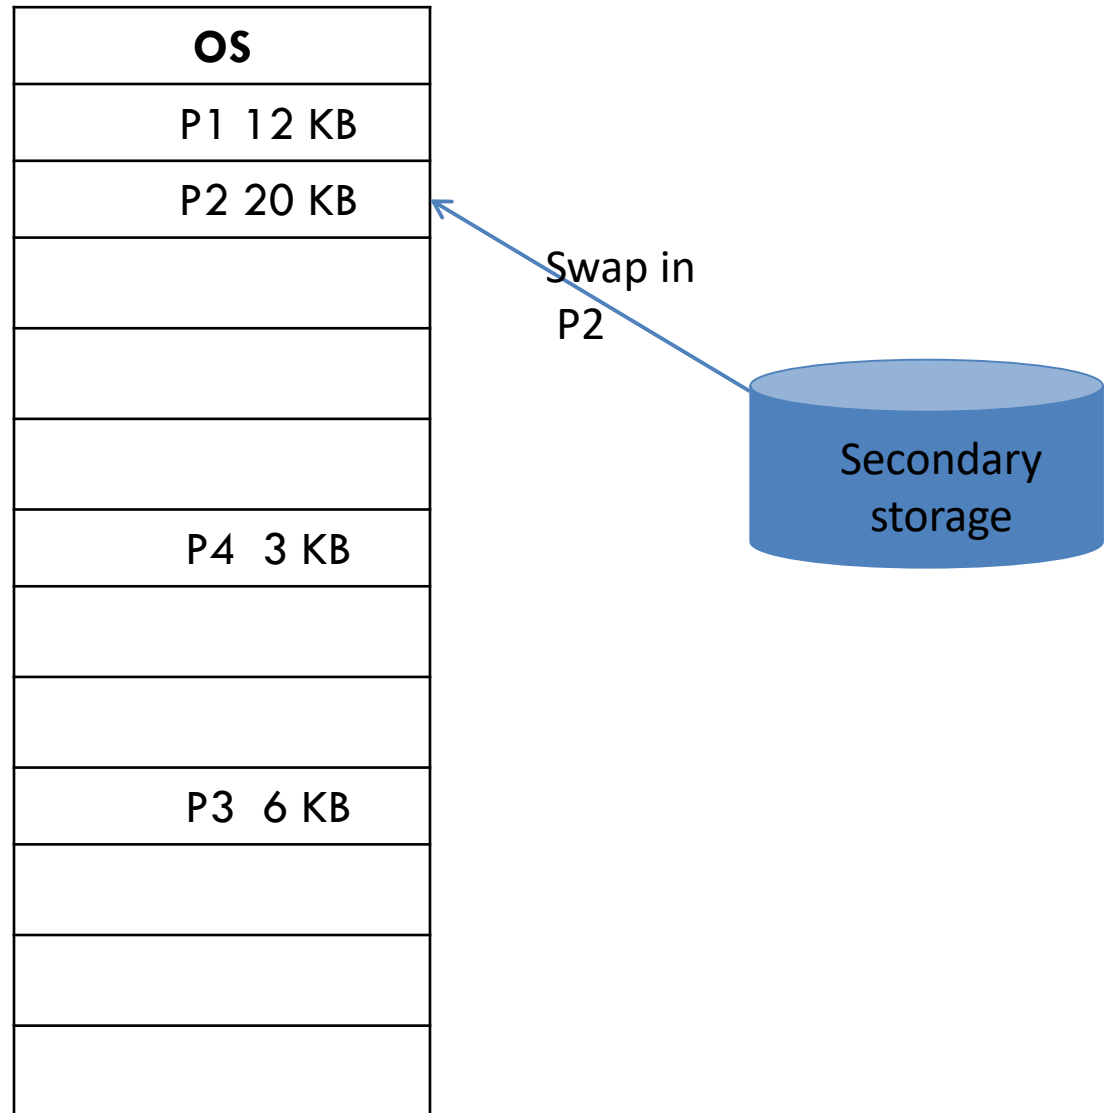 OS
P1 12 KB
P2 20 KB
Swap in
P2
Secondary
storage
P4 3 KB
P3 6 KB